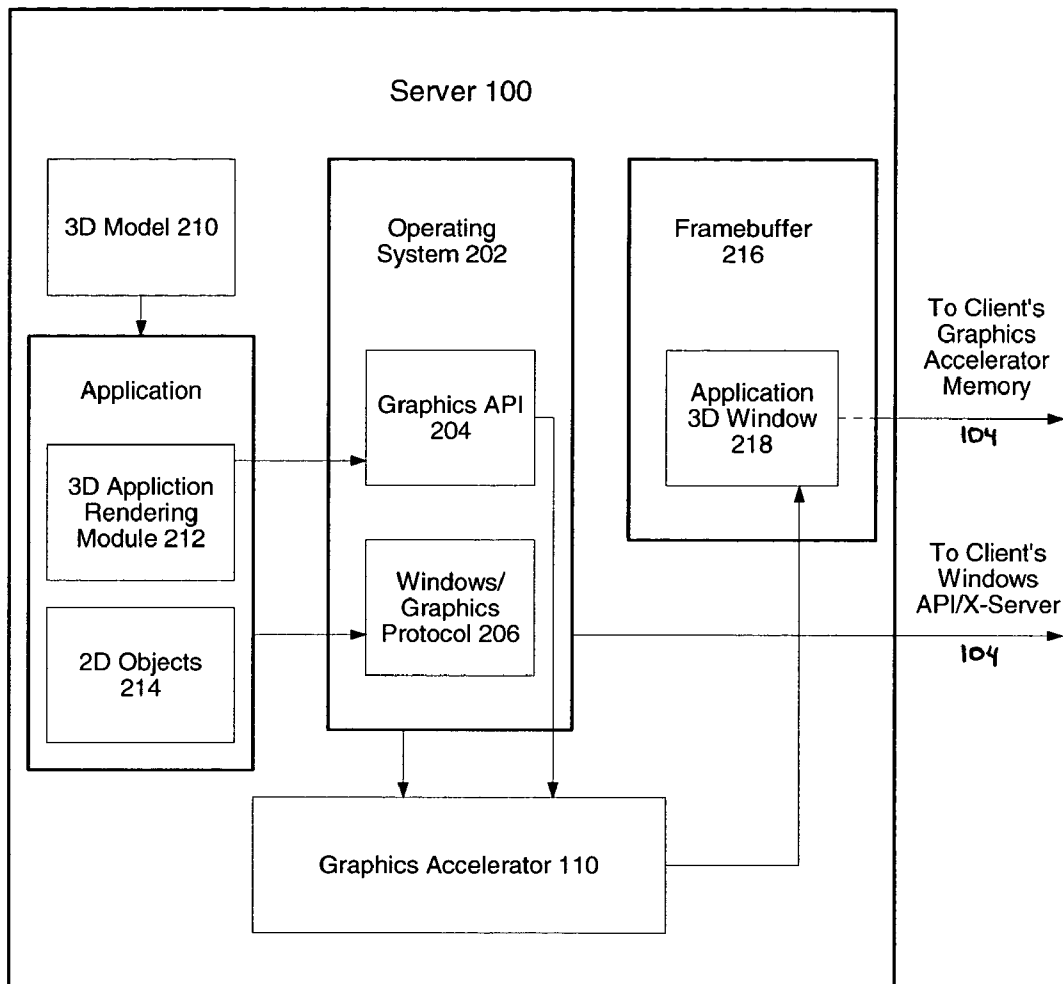 Server 100
3D Model 210
Application
3D Appliction
Rendering
Module 212
2D Objects
214
Operating
System 202
Graphics API
204
Windows/
Graphics
Protocol 206
Framebuffer
216
Application
3D Window
218
Graphics Accelerator 110
To Client's
Graphics
Accelerator
Memory
104
To Client's
Windows
API/X-Server
104